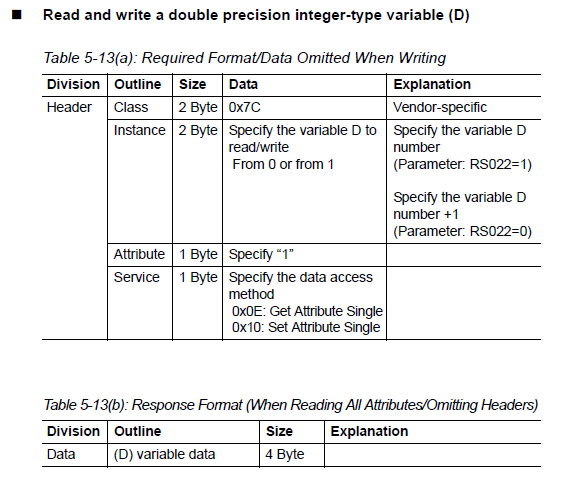 ■ Read and write a double precision integer-type variable (D)
Table 5-13(a): Required Format/Data Omitted When Writing
Division Outline Size Data Explanation
Header Class 2 Byte 0x7C Vendor-specific
Instance 2 Byte Specify the variable D to Specify the variable D
read/write number
From 0 or from 1 (Parameter: RS022=1)
Specify the variable D
number +1
(Parameter: RS022=0)
Attribute 1 Byte Specify “1”
Service 1 Byte Specify the data access
method
0x0E: Get Attribute Single
0x10: Set Attribute Single
Table 5-13(b): Response Format (When Reading All Attributes/Omitting Headers)
Division Outline Size Explanation
Data (D) variable data 4 Byte